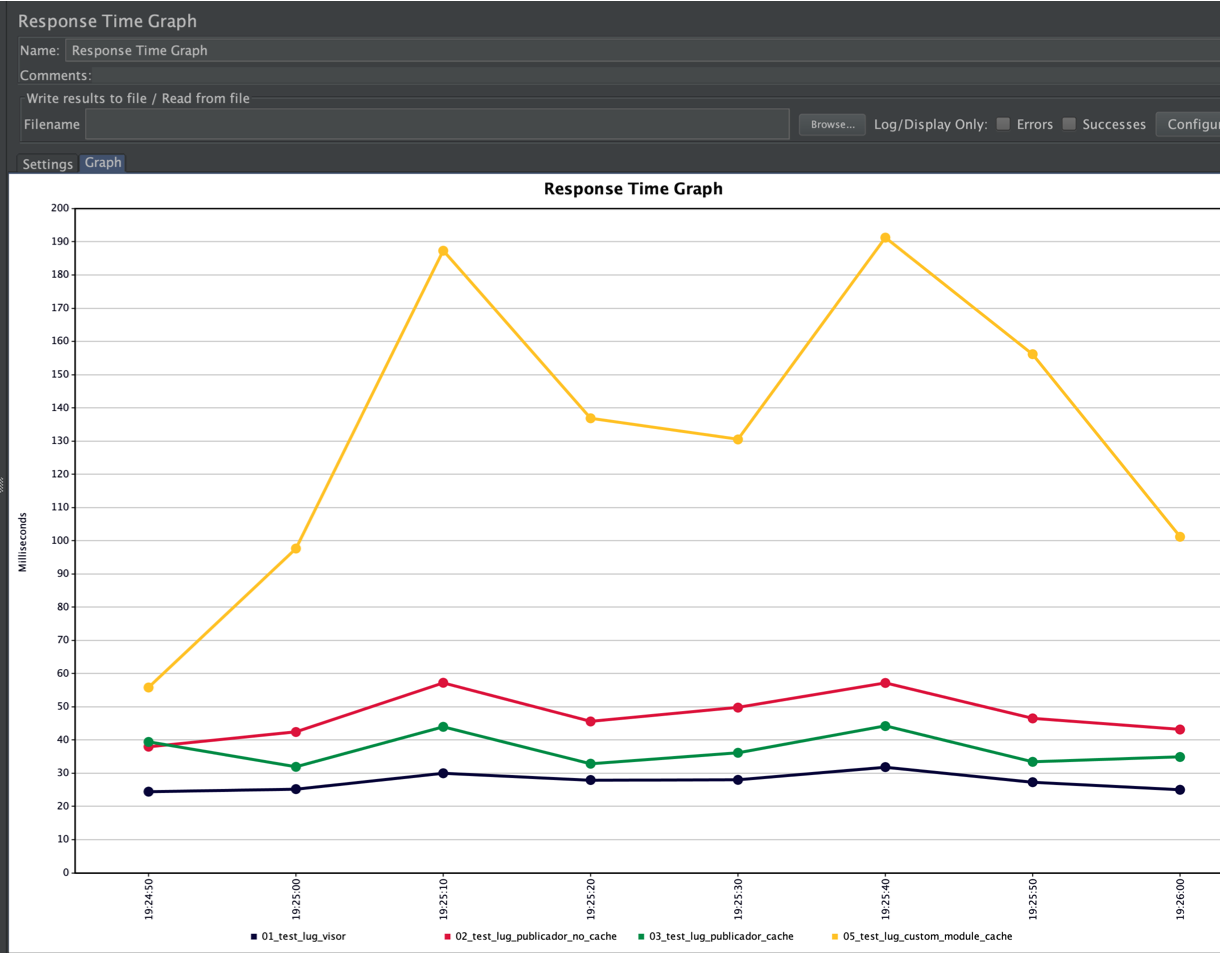 Response Time Graph
Name: Response Time Graph
Comments:
Write results to file / Read from file
Filename Browse... Log/Display Only: Errors Successes Configur
Settings Graph
Response Time Graph
200
190
180
170
160
150
140
130
120
110
100
90
80
70
60
50
40
30
20
10
0
Milliseconds
19:24:50 19:25:00 19:25:10 19:25:20 19:25:30 19:25:40 19:25:50 19:26:00
01_test_lug_visor 02_test_lug_publicador_no_cache 03_test_lug_publicador_cache 05_test_lug_custom_module_cache